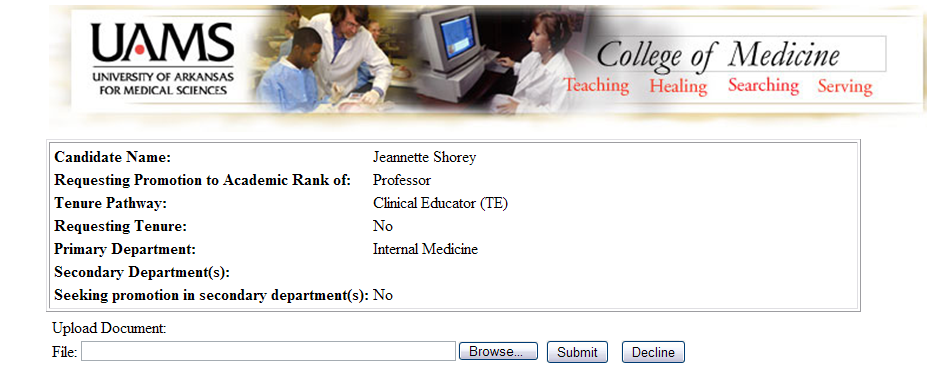 UAMS
UNIVERSITY OF ARKANSAS
FOR MEDICAL SCIENCES
College of Medicine
Teaching Healing Searching Serving
Candidate Name: Jeannette Shorey
Requesting Promotion to Academic Rank of: Professor
Tenure Pathway: Clinical Educator (TE)
Requesting Tenure: No
Primary Department: Internal Medicine
Secondary Department(s):
Seeking promotion in secondary department(s): No
Upload Document:
File: Browse... Submit Decline